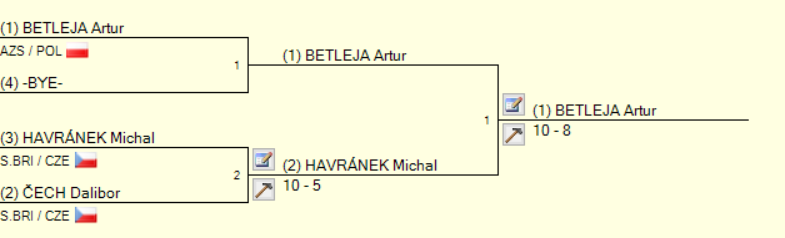 (1) BETLEJA Artur
AZS / POL
1
(1) BETLEJA Artur
(4) -BYE-
1
(1) BETLEJA Artur
10 - 8
(3) HAVRÁNEK Michal
S.BRI / CZE
2
(2) HAVRÁNEK Michal
10 - 5
(2) ČECH Dalibor
S.BRI / CZE